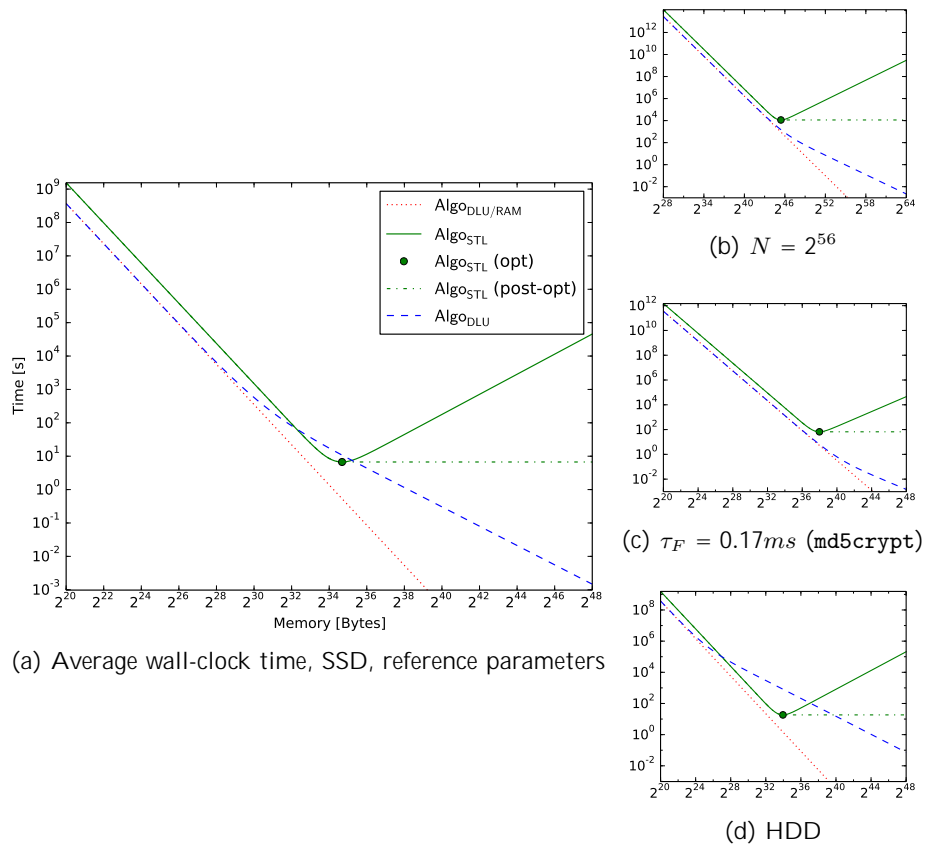 10^9
10^8
10^7
10^6
10^5
10^4
10^3
10^2
10^1
10^0
10^-1
10^-2
10^-3
Time [s]
Algo_DLU/RAM
Algo_STL
Algo_STL (opt)
Algo_STL (post-opt)
Algo_DLU
2^20 2^22 2^24 2^26 2^28 2^30 2^32 2^34 2^36 2^38 2^40 2^42 2^44 2^46 2^48
Memory [Bytes]
(a) Average wall-clock time, SSD, reference parameters
10^12
10^10
10^8
10^6
10^4
10^2
10^0
10^-2
2^28 2^34 2^40 2^46 2^52 2^58 2^64
(b) N = 2^56
10^12
10^10
10^8
10^6
10^4
10^2
10^0
10^-2
2^20 2^24 2^28 2^32 2^36 2^40 2^44 2^48
(c) τ_F = 0.17ms (md5crypt)
10^8
10^6
10^4
10^2
10^0
10^-2
2^20 2^24 2^28 2^32 2^36 2^40 2^44 2^48
(d) HDD